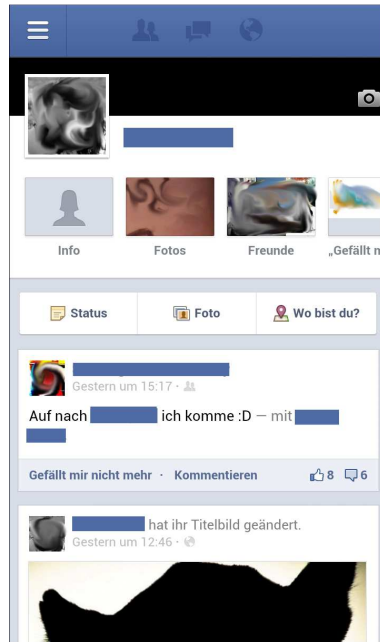 Info Fotos Freunde „Gefällt n
Status Foto Wo bist du?
Gestern um 15:17 ·
Auf nach ich komme :D — mit
Gefällt mir nicht mehr · Kommentieren 8 6
hat ihr Titelbild geändert.
Gestern um 12:46 ·